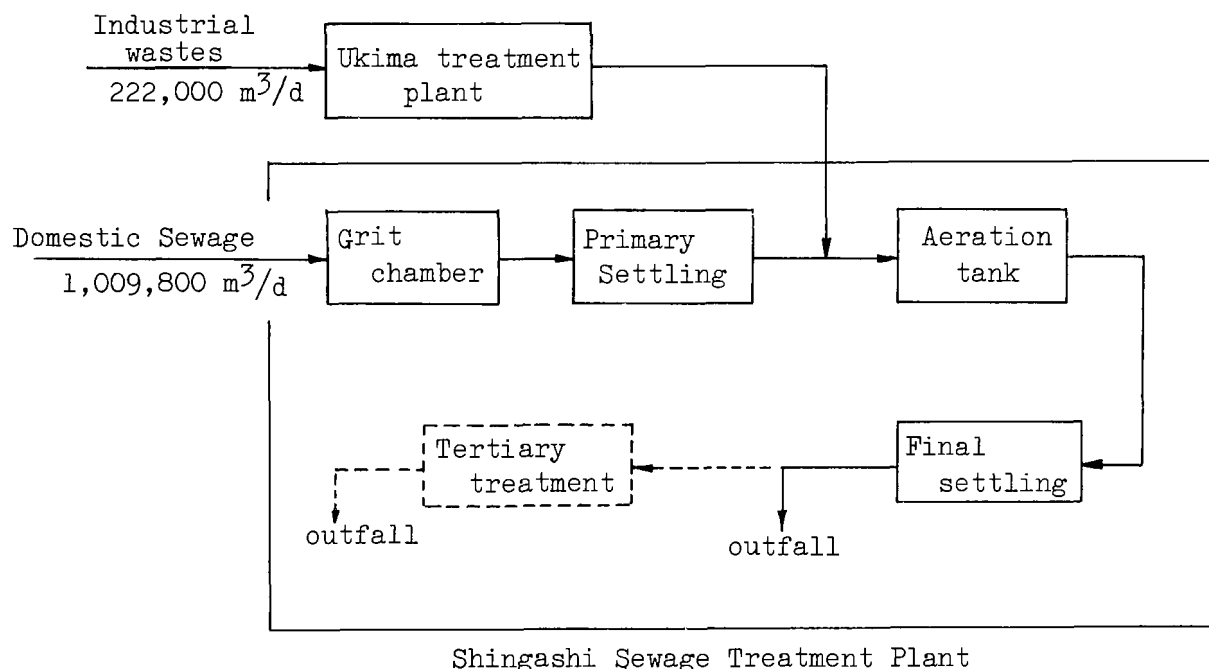 Industrial
wastes
222,000 m³/d
Ukima treatment
plant
Domestic Sewage
1,009,800 m³/d
Grit
chamber
Primary
Settling
Aeration
tank
Tertiary
treatment
Final
settling
outfall
outfall
Shingashi Sewage Treatment Plant